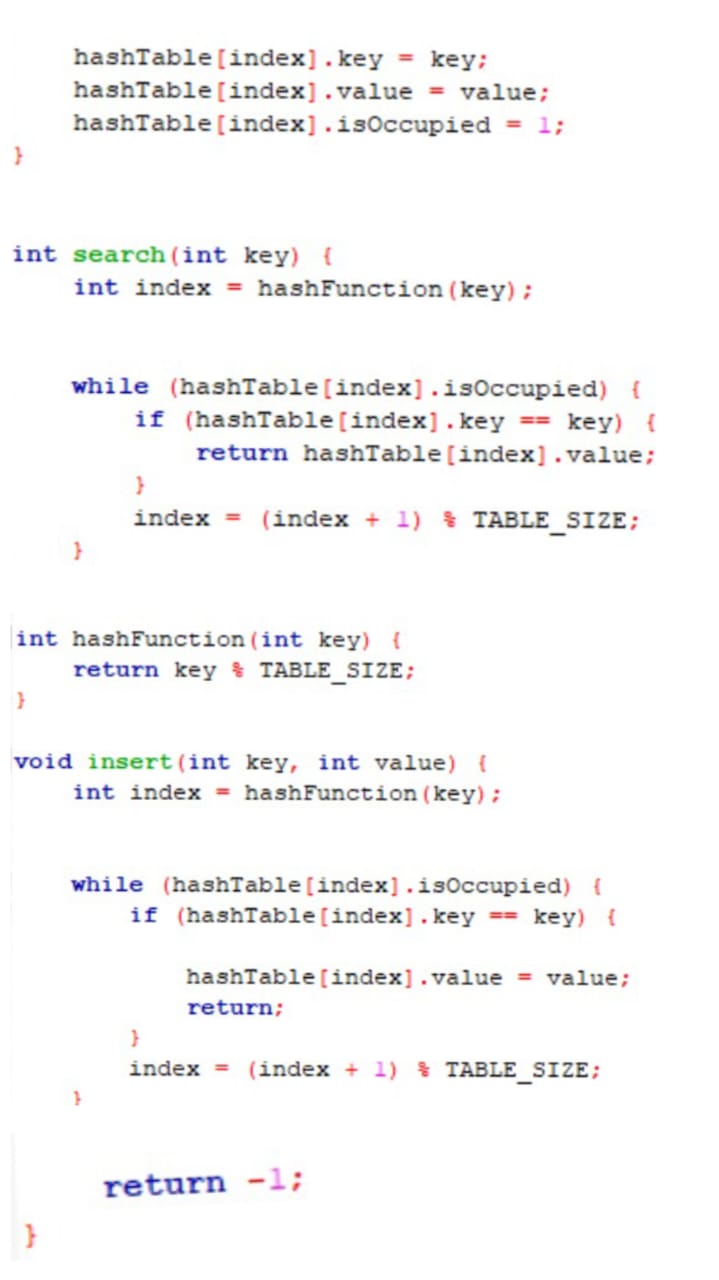 hashTable[index].key = key;
    hashTable[index].value = value;
    hashTable[index].isOccupied = 1;
}
int search(int key) {
    int index = hashFunction(key);
    while (hashTable[index].isOccupied) {
        if (hashTable[index].key == key) {
            return hashTable[index].value;
        }
        index = (index + 1) % TABLE_SIZE;
    }
int hashFunction(int key) {
    return key % TABLE_SIZE;
}
void insert(int key, int value) {
    int index = hashFunction(key);
    while (hashTable[index].isOccupied) {
        if (hashTable[index].key == key) {
            hashTable[index].value = value;
            return;
        }
        index = (index + 1) % TABLE_SIZE;
    }
    return -1;
}